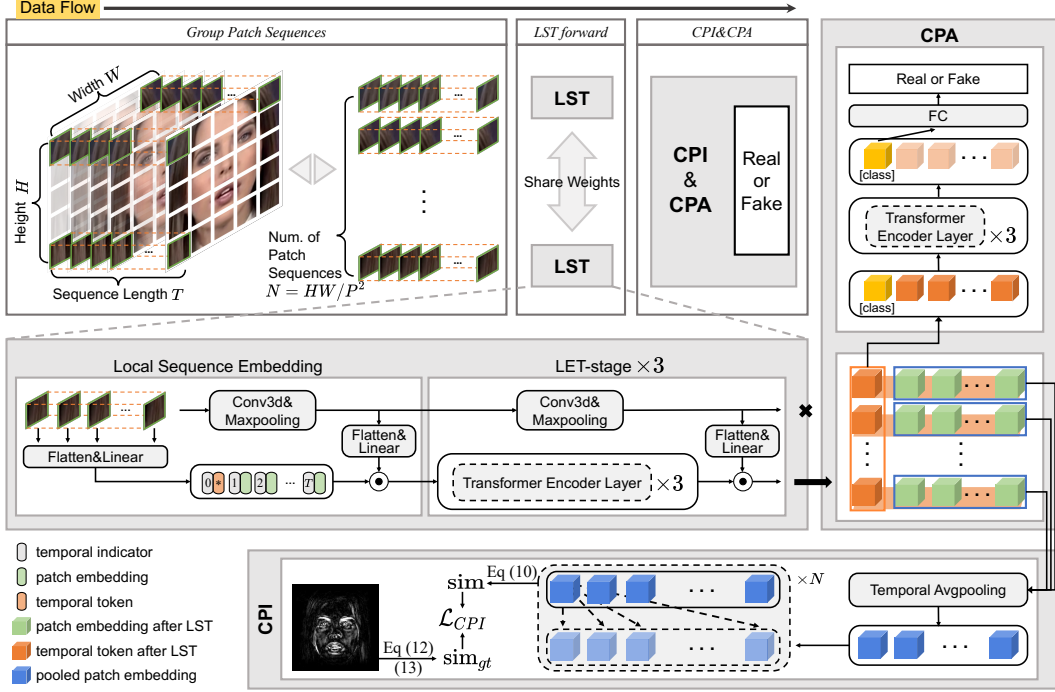 Data Flow
Group Patch Sequences
LST forward
CPI&CPA
Width W
Height H
Sequence Length T
Num. of
Patch
Sequences
N = HW/P²
...
...
...
...
...
LST
Share Weights
LST
CPI
&
CPA
Real
or
Fake
CPA
Real or Fake
FC
[class]
Transformer
Encoder Layer
×3
[class]
Local Sequence Embedding
LET-stage ×3
Conv3d&
Maxpooling
Flatten&
Linear
Flatten&Linear
0 * 1 2 ... T
Conv3d&
Maxpooling
Flatten&
Linear
Transformer Encoder Layer ×3
temporal indicator
patch embedding
temporal token
patch embedding after LST
temporal token after LST
pooled patch embedding
CPI
Eq (12)
(13)
sim
L_CPI
sim_gt
Eq (10)
×N
Temporal Avgpooling